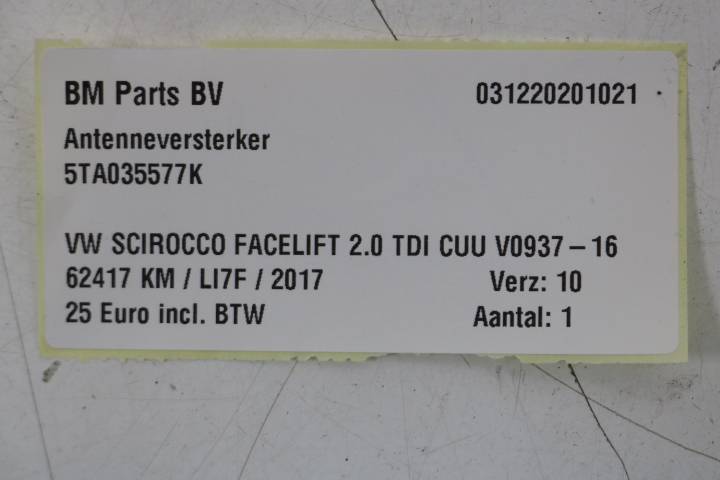 BM Parts BV 031220201021
Antenneversterker
5TA035577K
VW SCIROCCO FACELIFT 2.0 TDI CUU V0937-16
62417 KM / LI7F / 2017 Verz: 10
25 Euro incl. BTW Aantal: 1